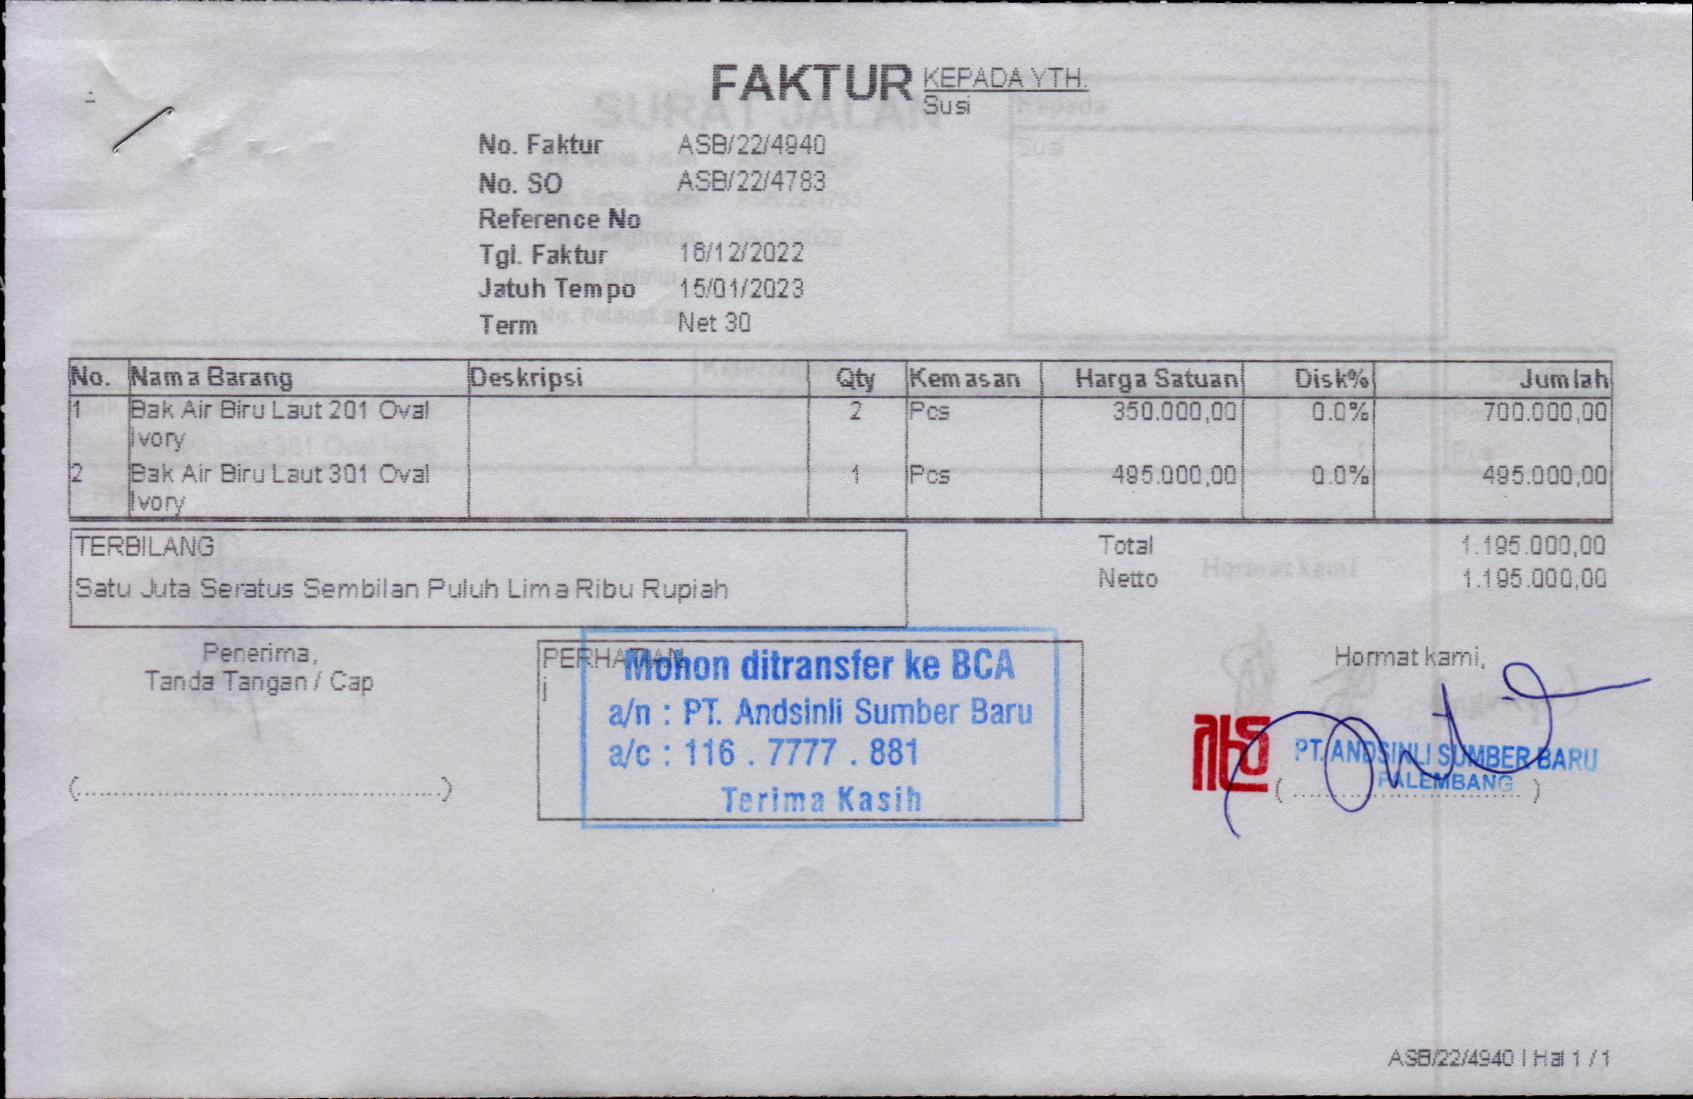 FAKTUR
KEPADA YTH.
Susi
No. Faktur ASB/22/4940
No. SO ASB/22/4783
Reference No
Tgl. Faktur 16/12/2022
Jatuh Tempo 15/01/2023
Term Net 30
No. Nama Barang Deskripsi Qty Kemasan Harga Satuan Disk% Jumlah
1 Bak Air Biru Laut 201 Oval 2 Pcs 350.000,00 0.0% 700.000,00
Ivory
2 Bak Air Biru Laut 301 Oval 1 Pcs 495.000,00 0.0% 495.000,00
Ivory
TERBILANG
Satu Juta Seratus Sembilan Puluh Lima Ribu Rupiah
Total 1.195.000,00
Netto 1.195.000,00
Penerima,
Tanda Tangan / Cap
(..........................................)
PERHATIAN
j
Mohon ditransfer ke BCA
a/n : PT. Andsinli Sumber Baru
a/c : 116 . 7777 . 881
Terima Kasih
Hormat kami,
PT. ANDSINLI SUMBER BARU
PALEMBANG
(..........................)
ASB/22/4940 | Hal 1 / 1